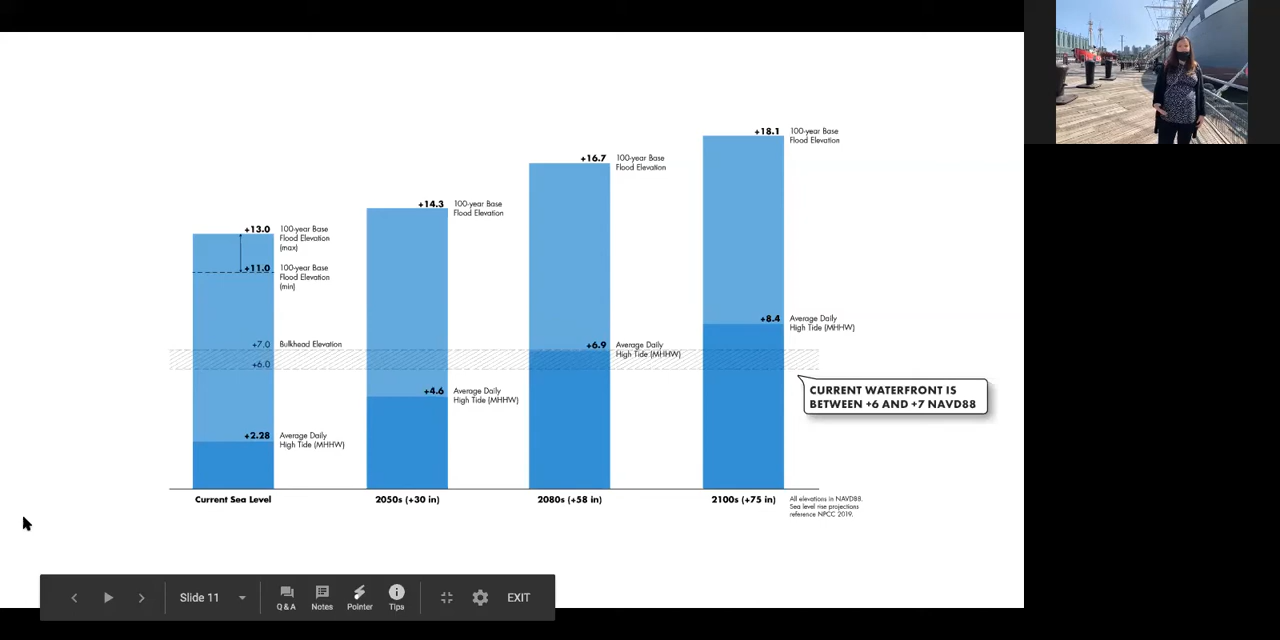 +18.1
100-year Base
Flood Elevation
+16.7
100-year Base
Flood Elevation
+14.3
100-year Base
Flood Elevation
+13.0
100-year Base
Flood Elevation
(max)
+11.0
100-year Base
Flood Elevation
(min)
+8.4
Average Daily
High Tide (MHHW)
+7.0
Bulkhead Elevation
+6.9
Average Daily
High Tide (MHHW)
+6.0
CURRENT WATERFRONT IS
BETWEEN +6 AND +7 NAVD88
+4.6
Average Daily
High Tide (MHHW)
+2.28
Average Daily
High Tide (MHHW)
Current Sea Level
2050s (+30 in)
2080s (+58 in)
2100s (+75 in)
All elevations in NAVD88.
Sea level rise projections
reference NPCC 2019.
Slide 11
Q & A
Notes
Pointer
Tips
EXIT